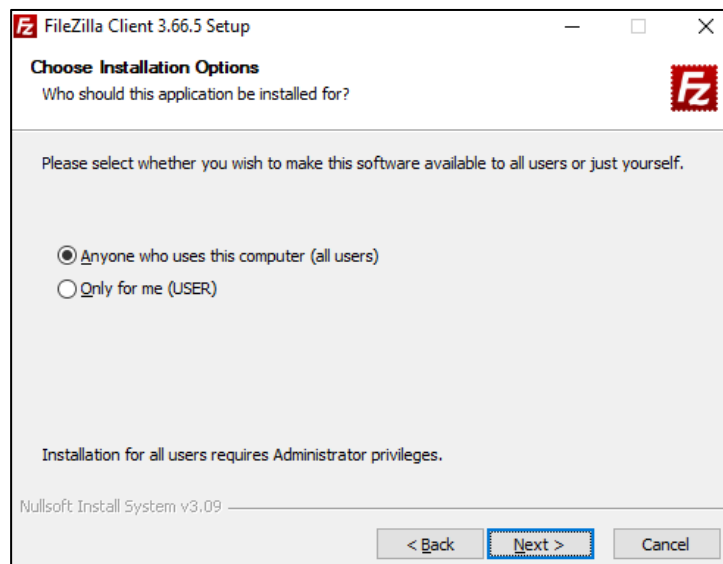 FileZilla Client 3.66.5 Setup
Choose Installation Options
Who should this application be installed for?
Fz
Please select whether you wish to make this software available to all users or just yourself.
Anyone who uses this computer (all users)
Only for me (USER)
Installation for all users requires Administrator privileges.
Nullsoft Install System v3.09
< Back
Next >
Cancel